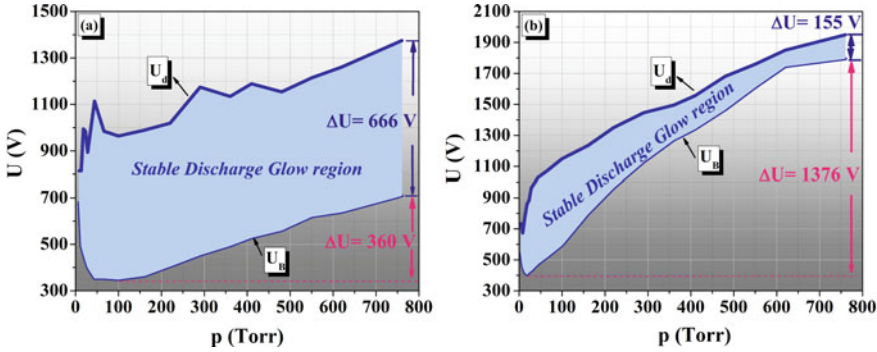 (a)
1500
1300
1100
900
700
500
300
U (V)
U_d
ΔU= 666 V
Stable Discharge Glow region
ΔU= 360 V
U_B
0 100 200 300 400 500 600 700 800
p (Torr)
(b)
2100
1900
1700
1500
1300
1100
900
700
500
300
U (V)
ΔU= 155 V
U_d
Stable Discharge Glow region
U_B
ΔU= 1376 V
0 100 200 300 400 500 600 700 800
p (Torr)